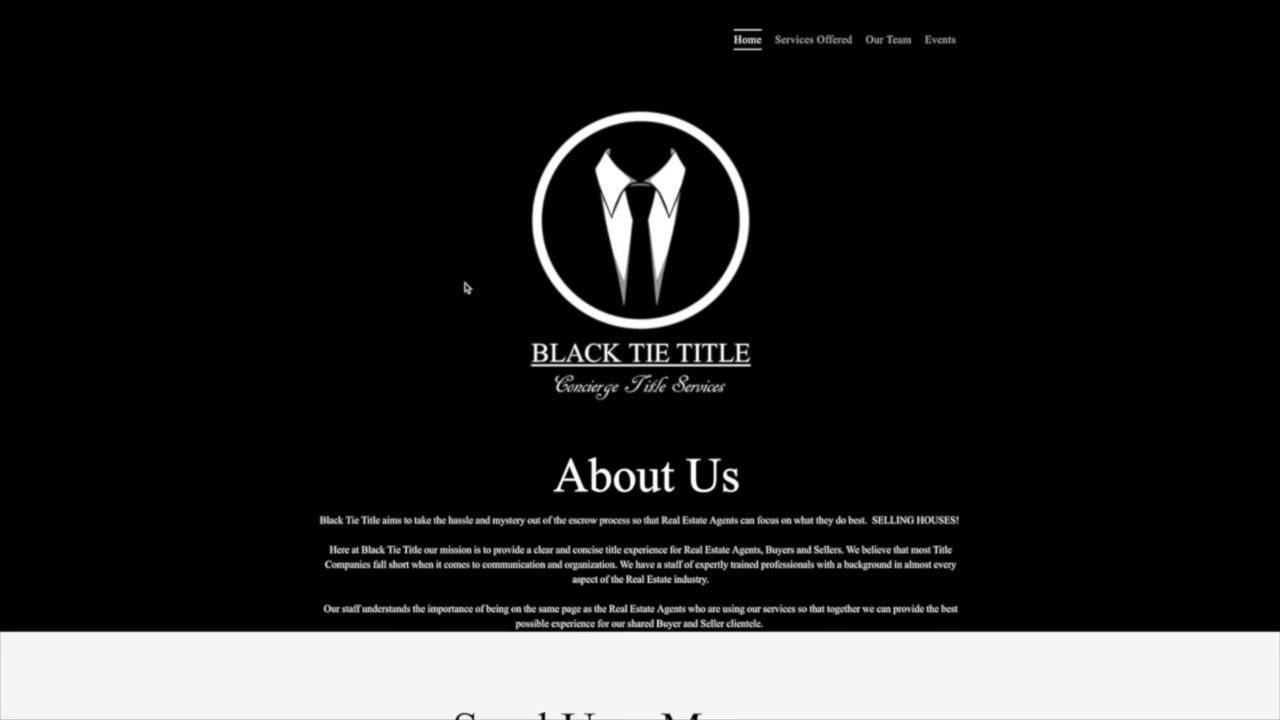 Home Services Offered Our Team Events
BLACK TIE TITLE
Concierge Title Services
About Us
Black Tie Title aims to take the hassle and mystery out of the escrow process so that Real Estate Agents can focus on what they do best. SELLING HOUSES!
Here at Black Tie Title our mission is to provide a clear and concise title experience for Real Estate Agents, Buyers and Sellers. We believe that most Title
Companies fall short when it comes to communication and organization. We have a staff of expertly trained professionals with a background in almost every
aspect of the Real Estate industry.
Our staff understands the importance of being on the same page as the Real Estate Agents who are using our services so that together we can provide the best
possible experience for our shared Buyer and Seller clientele.